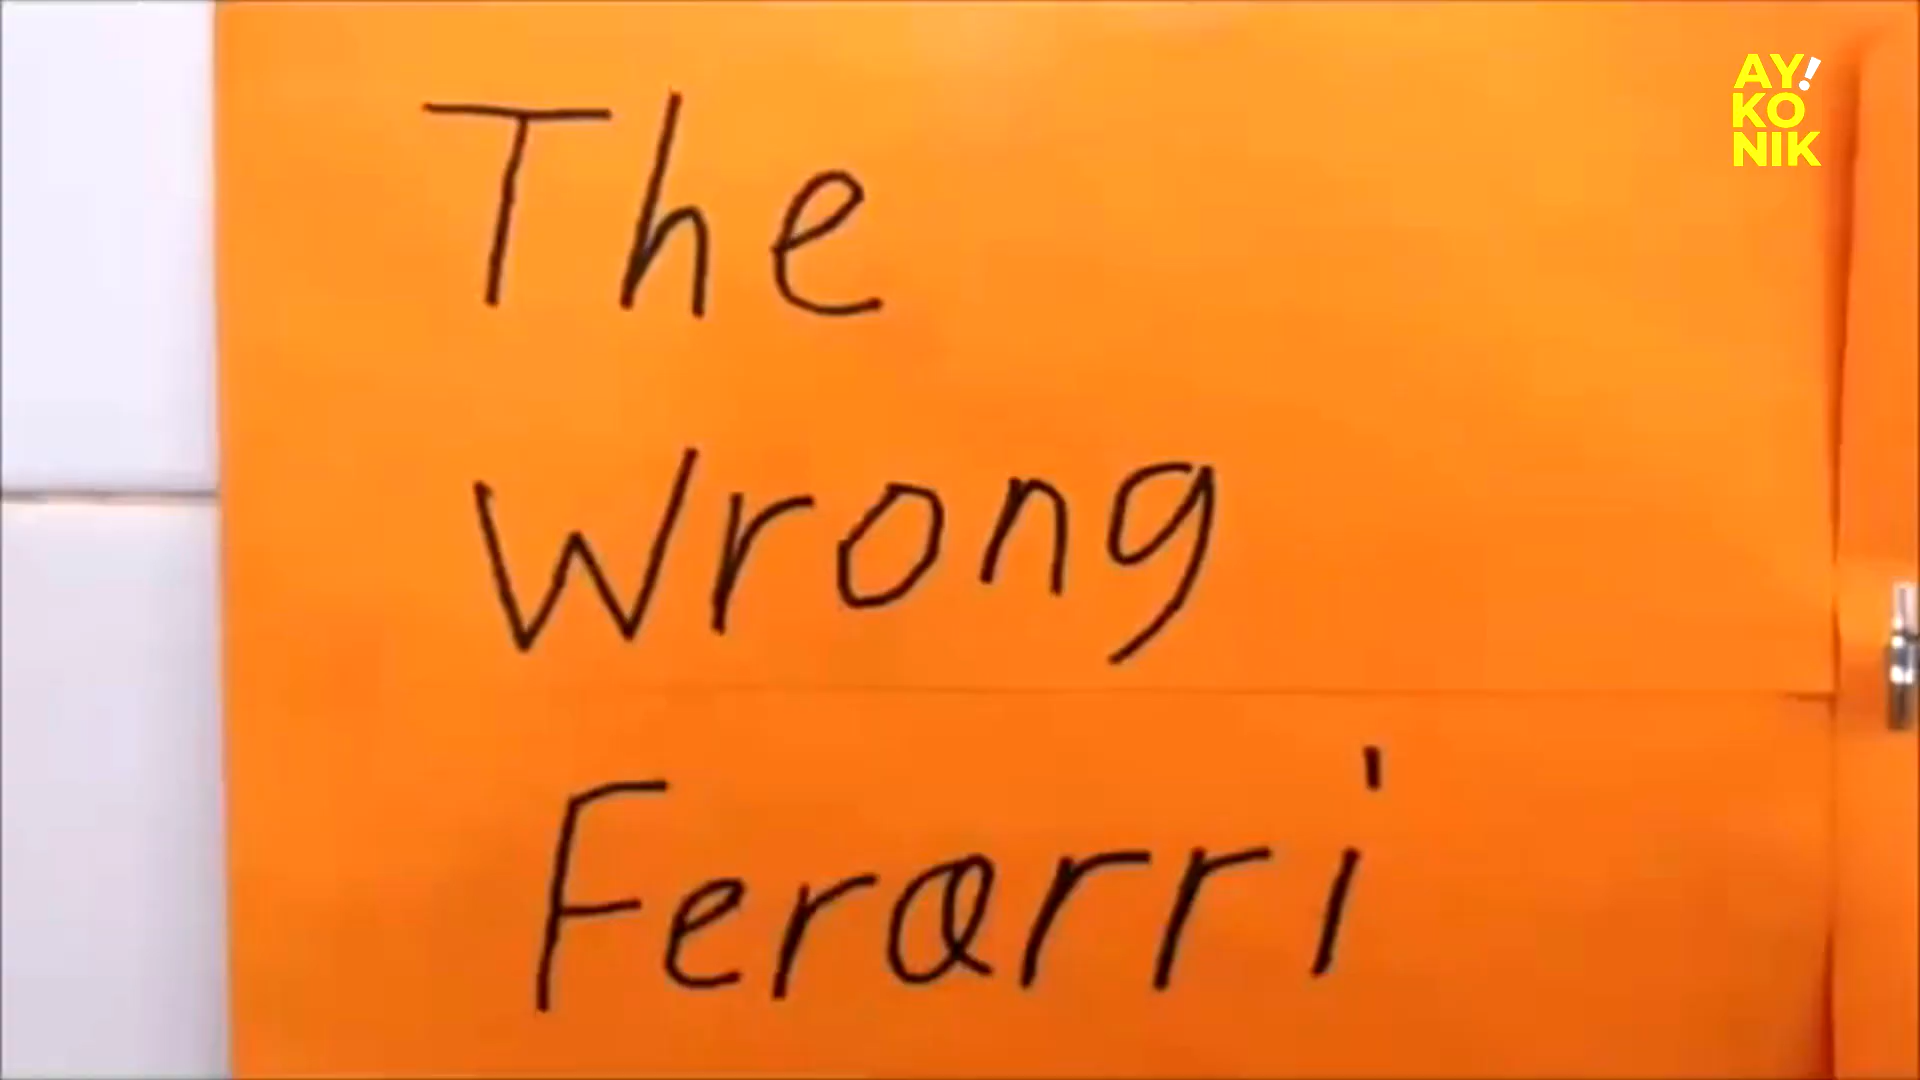 The
Wrong
Ferarri
AY!
KO
NIK